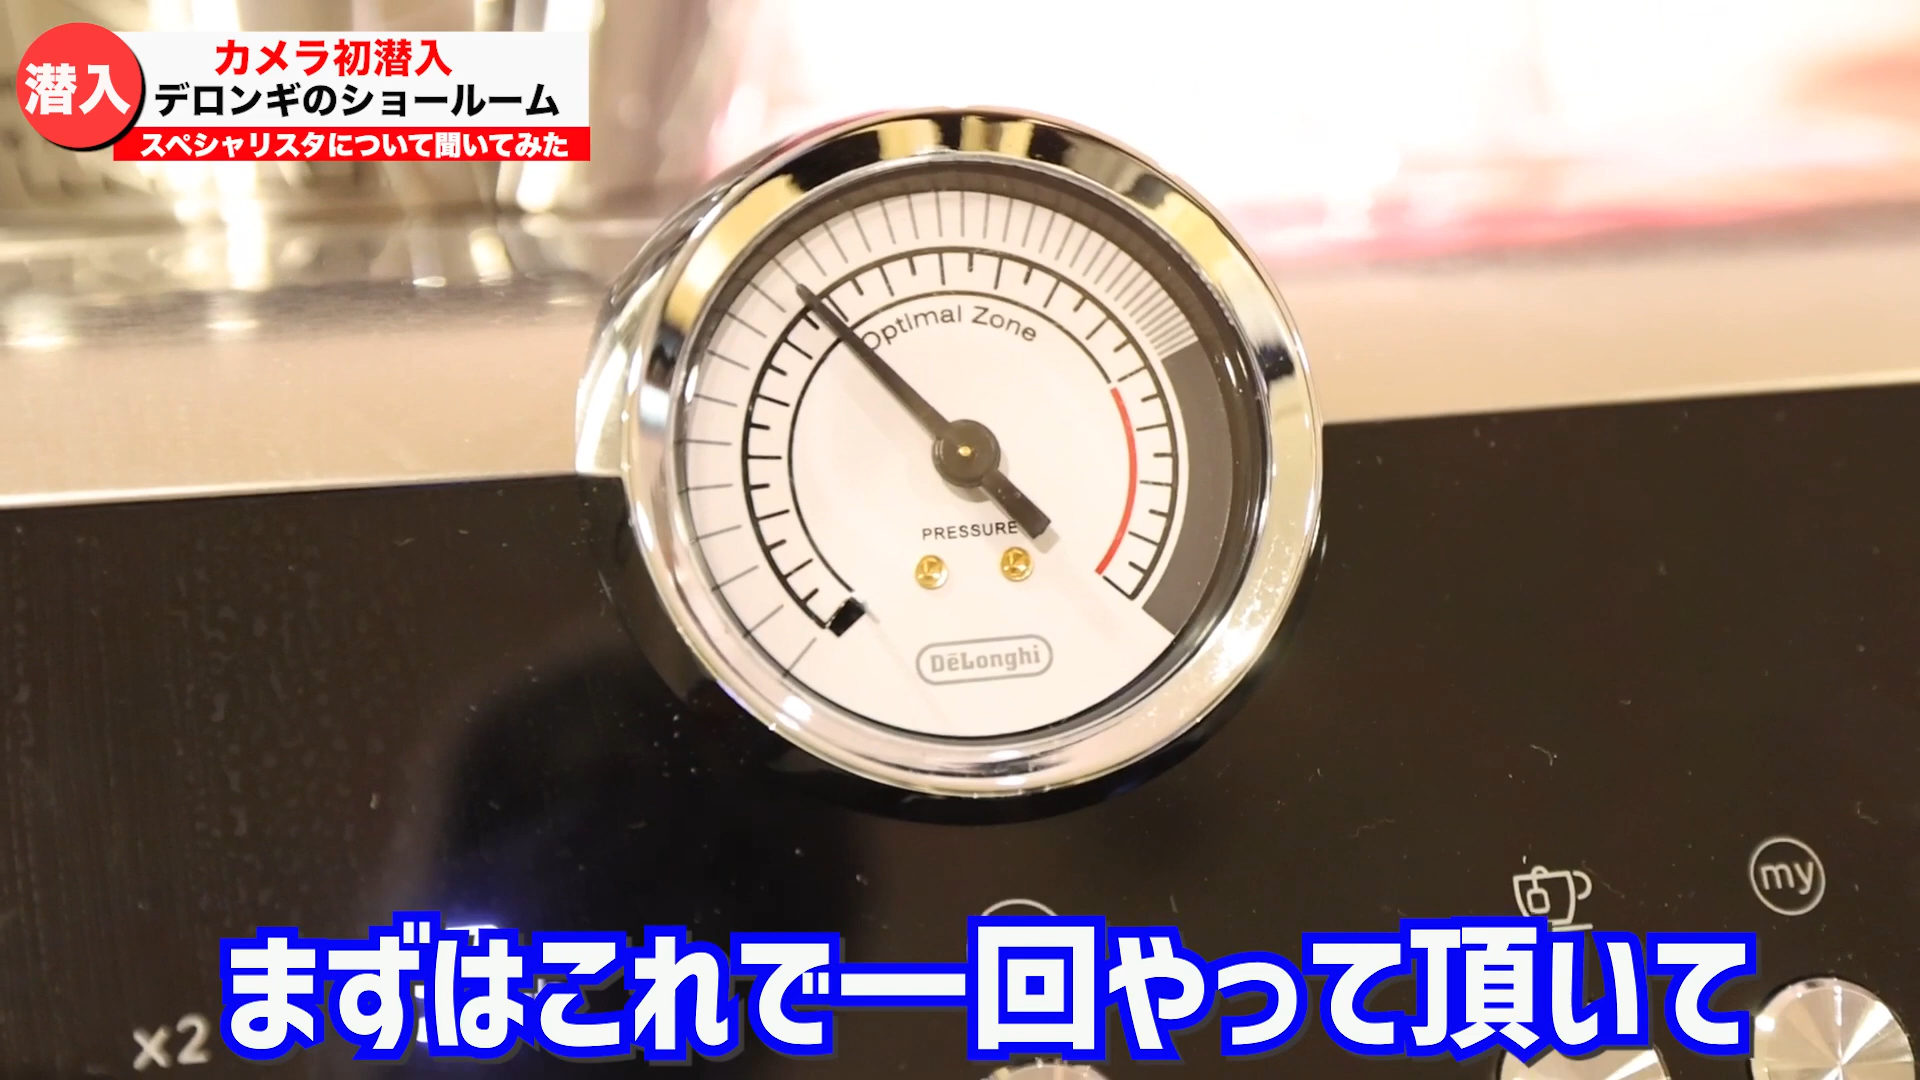 潜入
カメラ初潜入
デロンギのショールーム
スペシャリスタについて聞いてみた
Optimal Zone
PRESSURE
DeLonghi
my
x2
まずはこれで一回やって頂いて